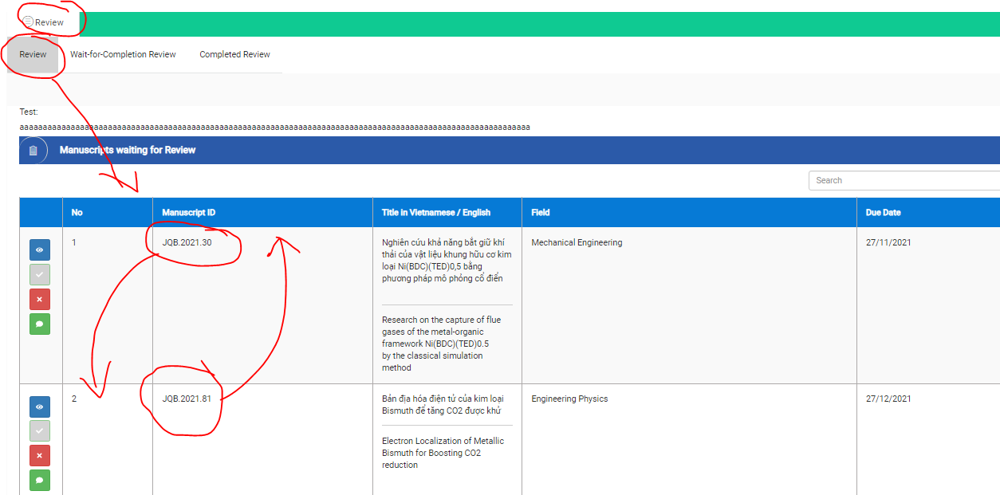 Review
Review Wait-for-Completion Review Completed Review
Test:
Manuscripts waiting for Review
Search
No Manuscript ID Title in Vietnamese / English Field Due Date
1 JQB.2021.30 Nghiên cứu khả năng bắt giữ khí Mechanical Engineering 27/11/2021
thải của vật liệu khung hữu cơ kim
loại Ni(BDC)(TED)0,5 bằng
phương pháp mô phỏng cổ điển
Research on the capture of flue
gases of the metal-organic
framework Ni(BDC)(TED)0.5
by the classical simulation
method
2 JQB.2021.81 Bản địa hóa điện tử của kim loại Engineering Physics 27/12/2021
Bismuth để tăng CO2 được khử
Electron Localization of Metallic
Bismuth for Boosting CO2
reduction